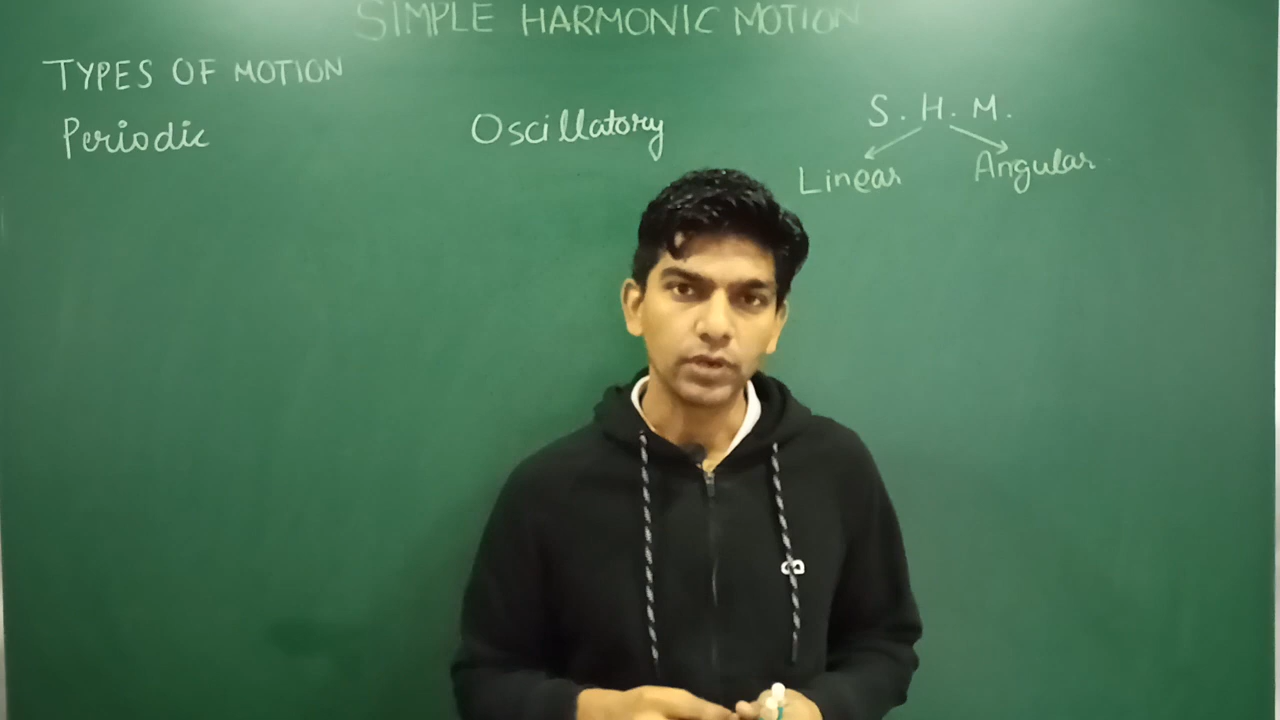 SIMPLE HARMONIC MOTION
TYPES OF MOTION
Periodic
Oscillatory
S. H. M.
Linear
Angular